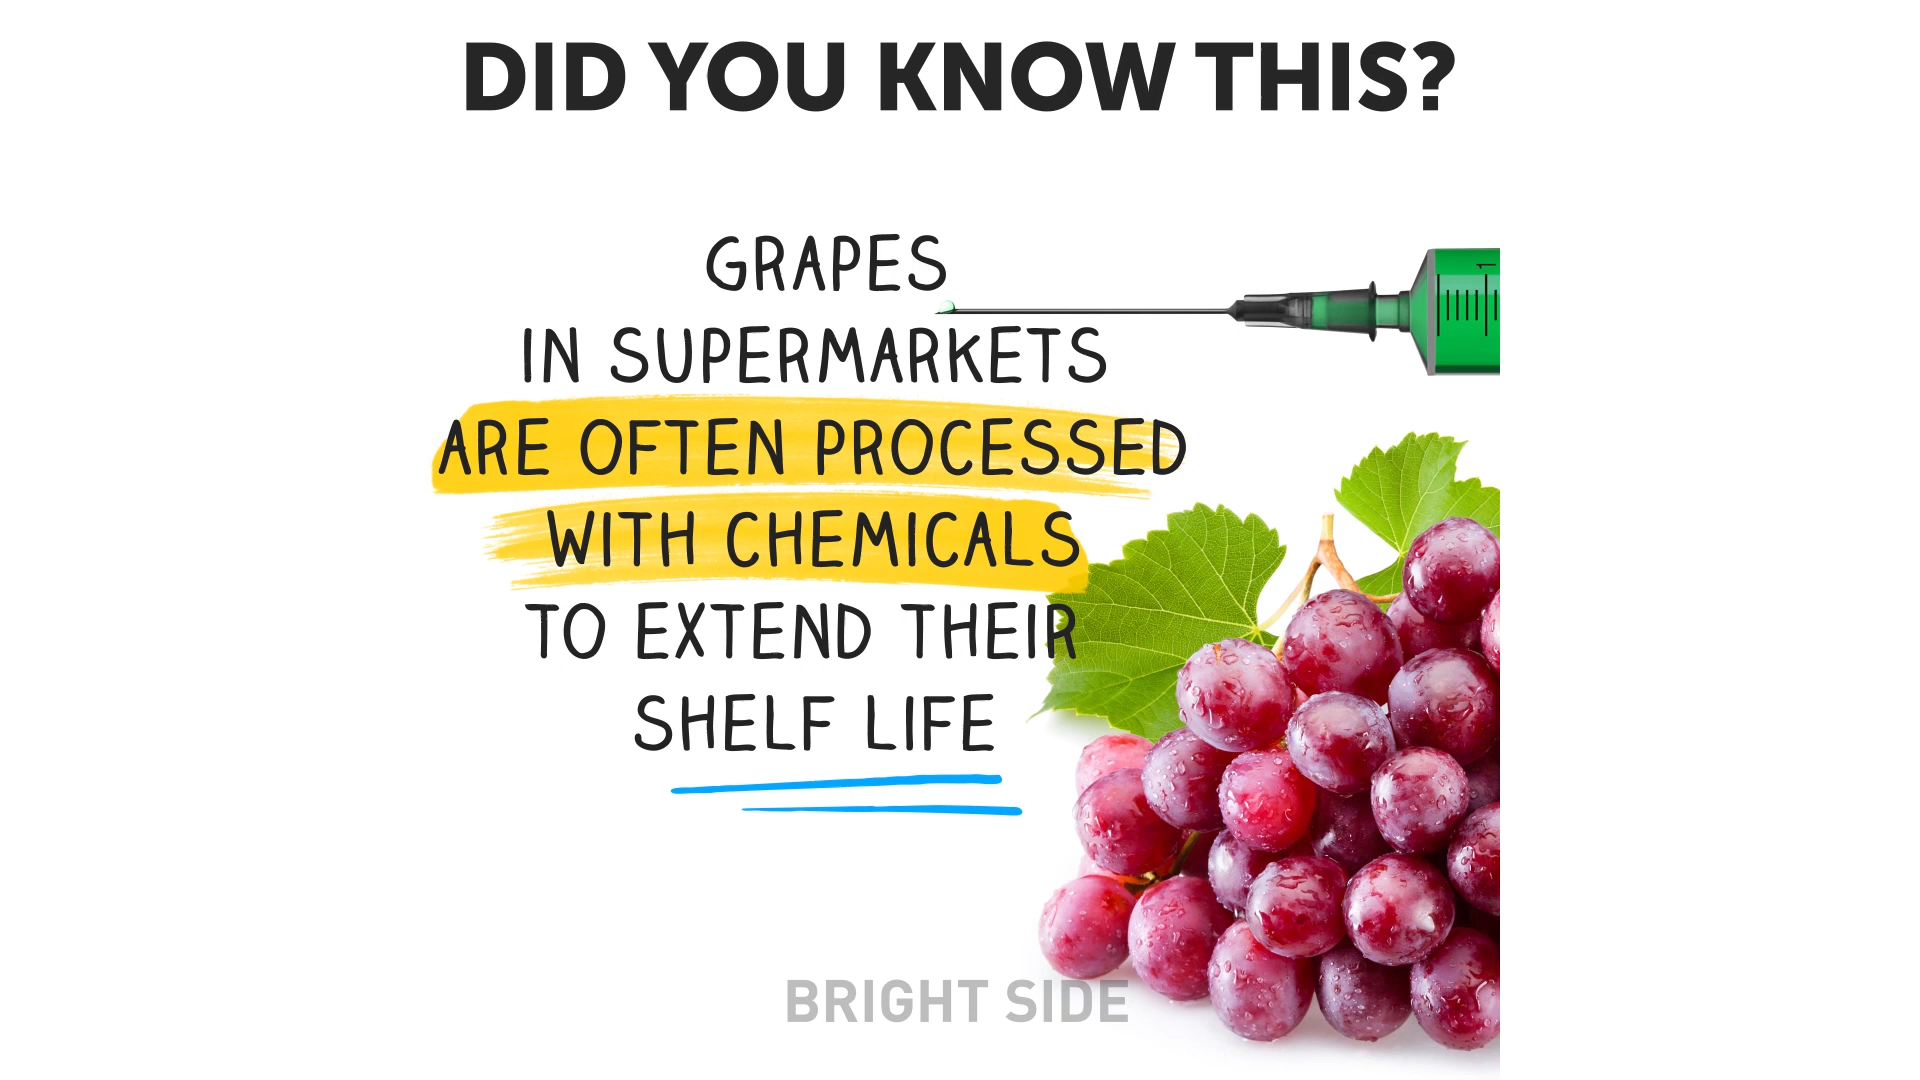 DID YOU KNOW THIS?
GRAPES
1
IN SUPERMARKETS
ARE OFTEN PROCESSED
WITH CHEMICALS
TO EXTEND THEIR
SHELF LIFE
BRIGHT SIDE